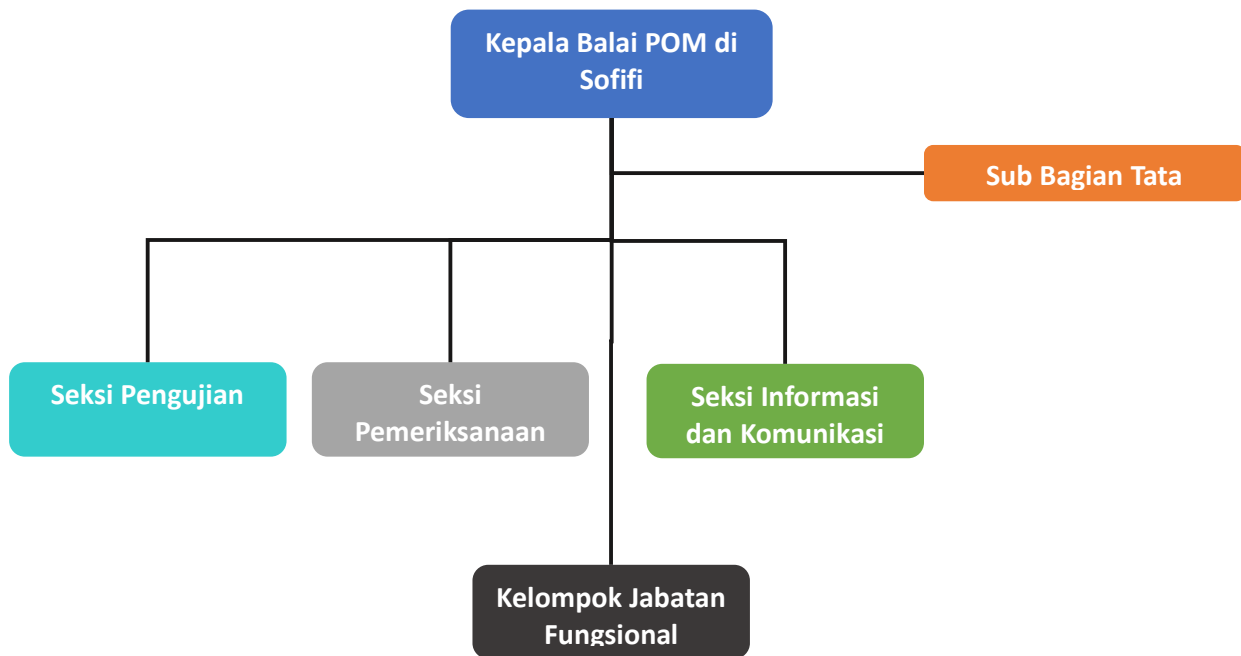 Kepala Balai POM di
Sofifi
Sub Bagian Tata
Seksi Pengujian
Seksi
Pemeriksanaan
Seksi Informasi
dan Komunikasi
Kelompok Jabatan
Fungsional